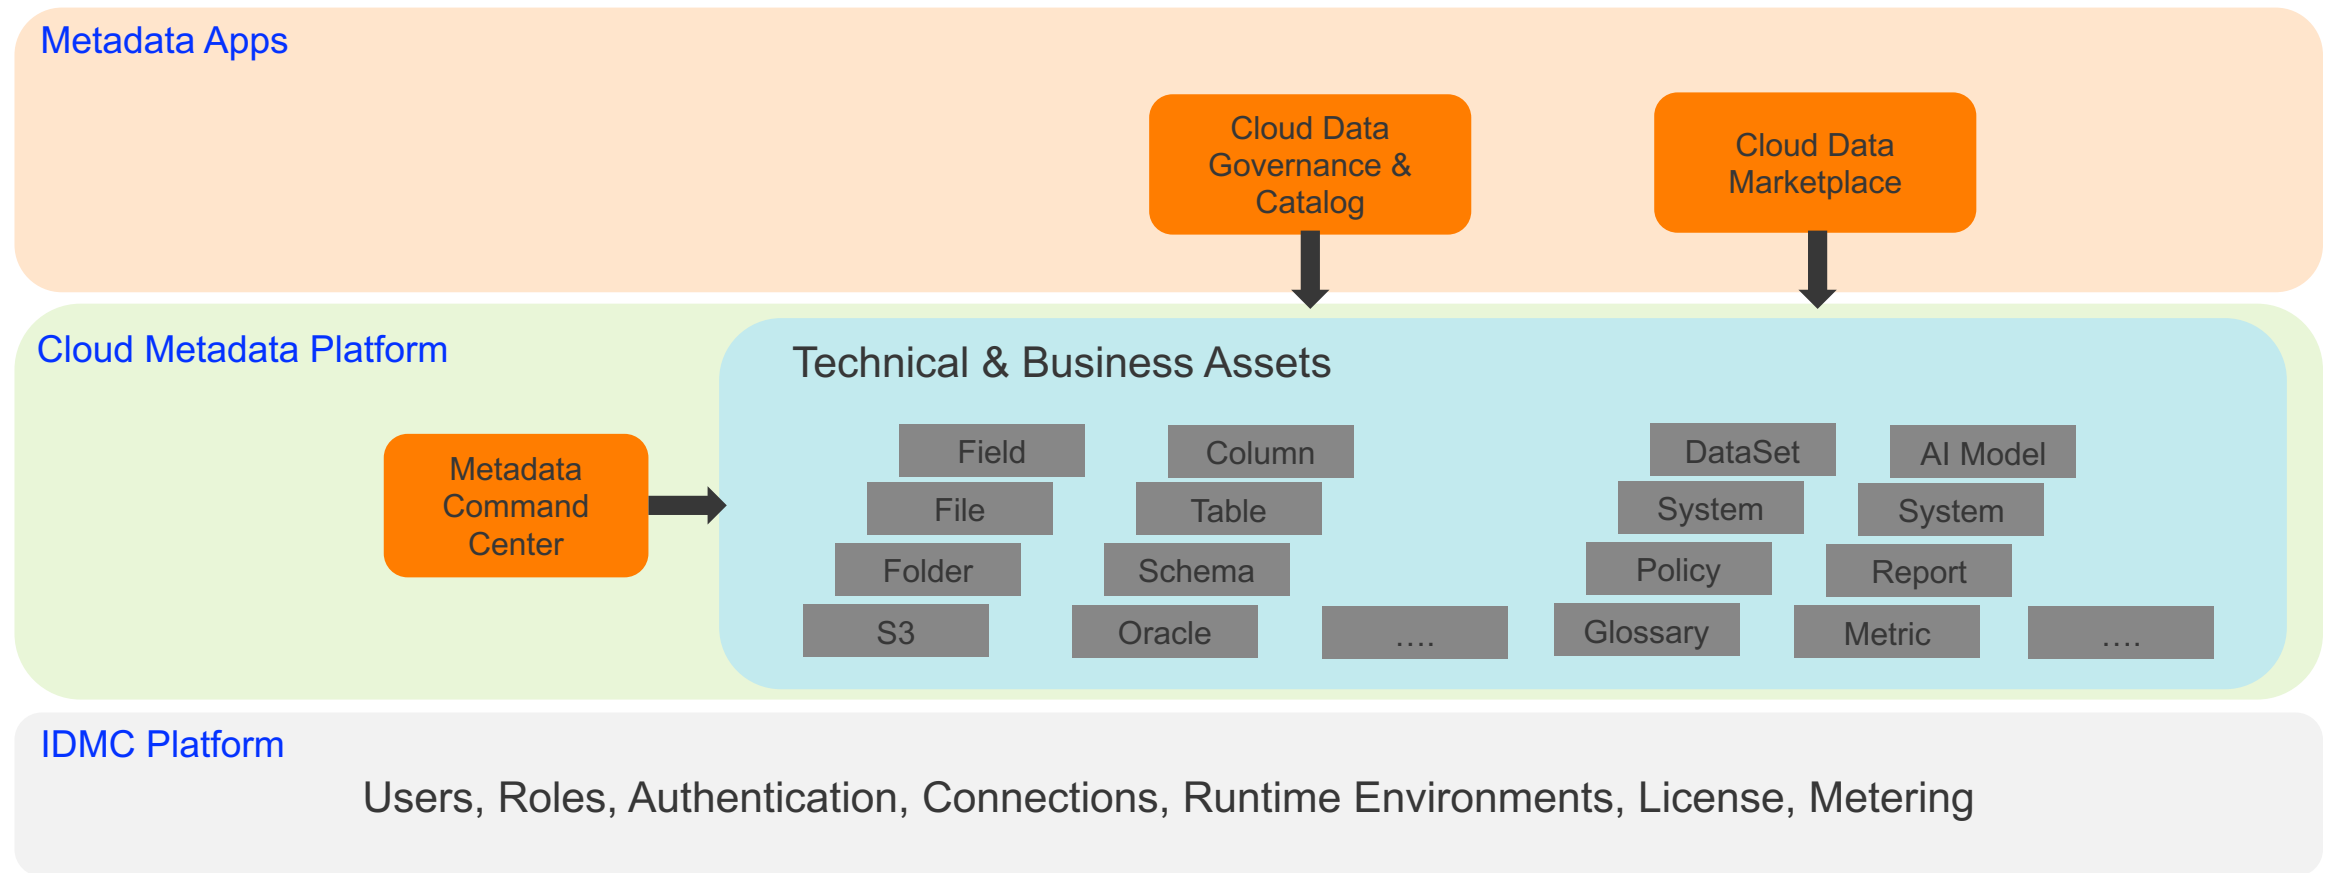 Metadata Apps
Cloud Data
Governance &
Catalog
Cloud Data
Marketplace
Cloud Metadata Platform
Technical & Business Assets
Metadata
Command
Center
Field
Column
File
Table
Folder
Schema
S3
Oracle
....
DataSet
AI Model
System
System
Policy
Report
Glossary
Metric
....
IDMC Platform
Users, Roles, Authentication, Connections, Runtime Environments, License, Metering